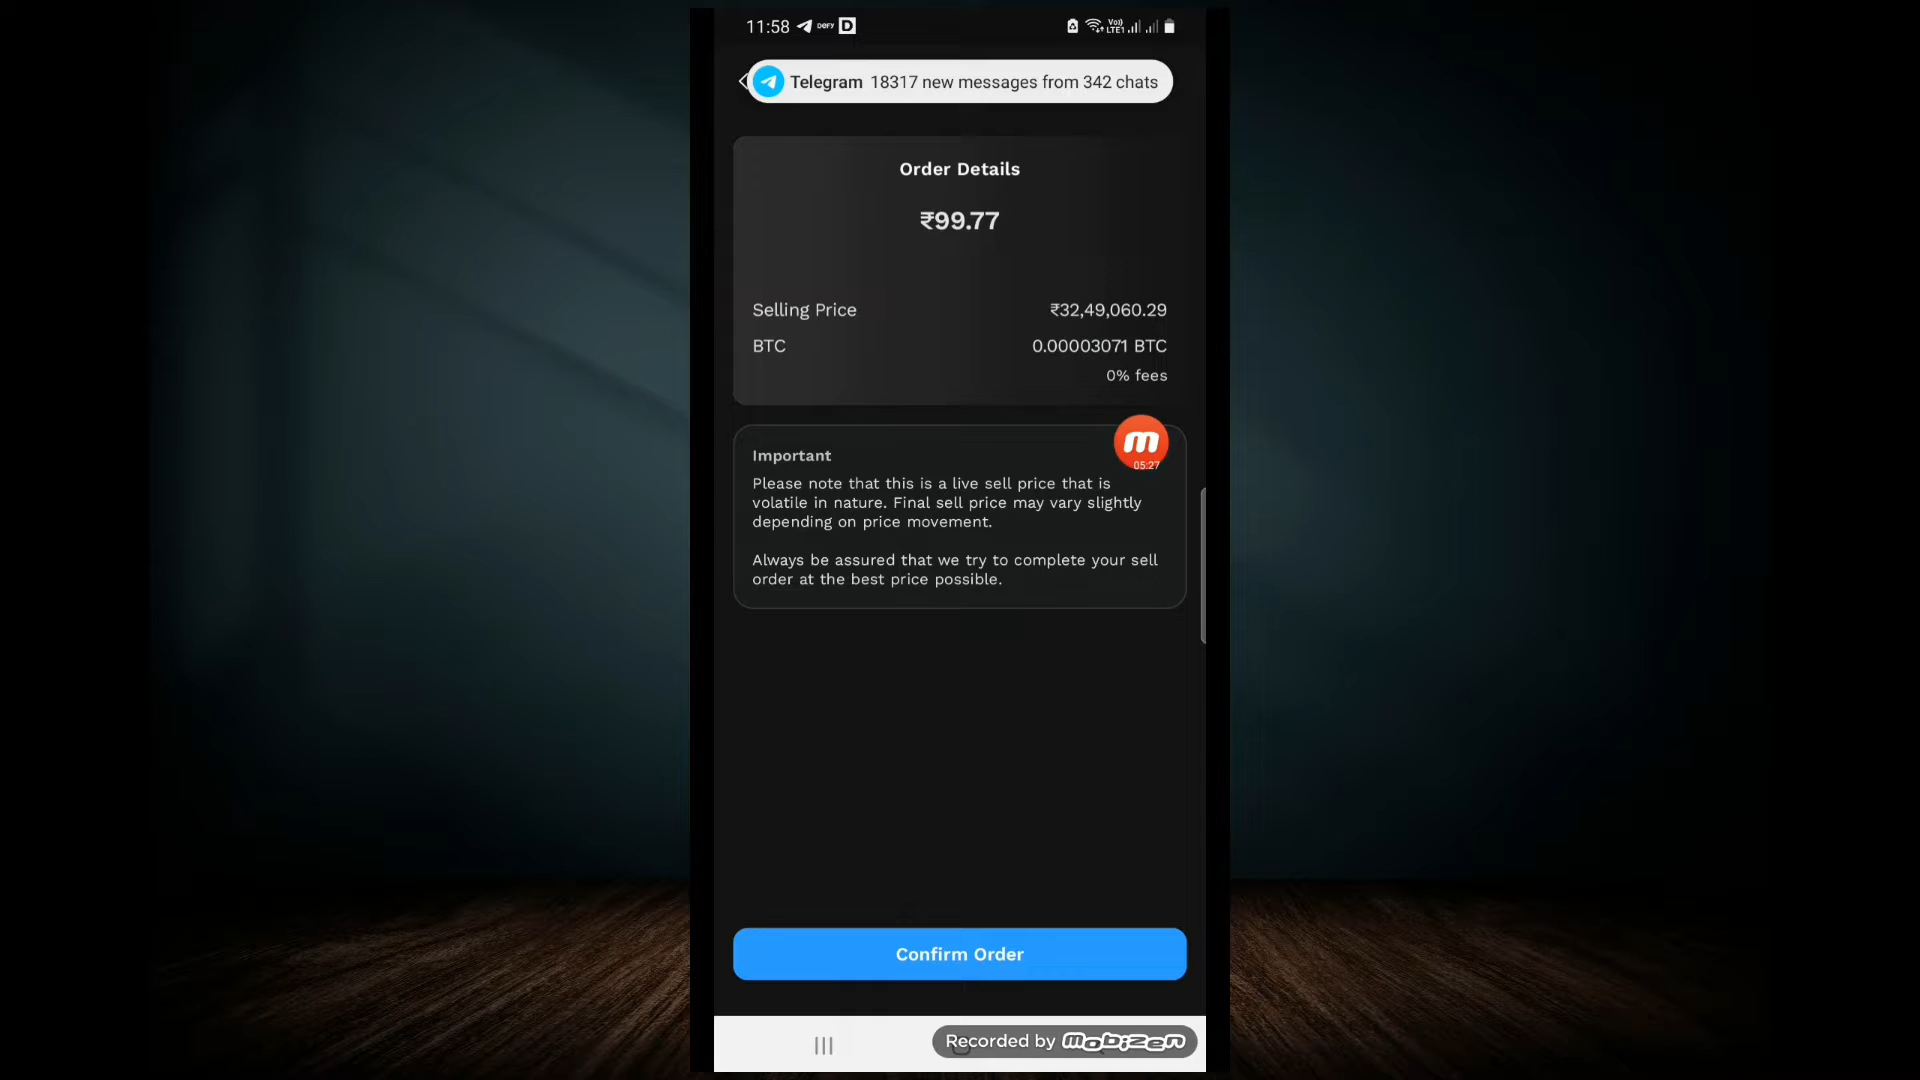 11:58 DEFY D Vo) LTE1
Telegram 18317 new messages from 342 chats
Order Details
₹99.77
Selling Price ₹32,49,060.29
BTC 0.00003071 BTC
0% fees
m
05:27
Important
Please note that this is a live sell price that is
volatile in nature. Final sell price may vary slightly
depending on price movement.
Always be assured that we try to complete your sell
order at the best price possible.
Confirm Order
Recorded by mobizen